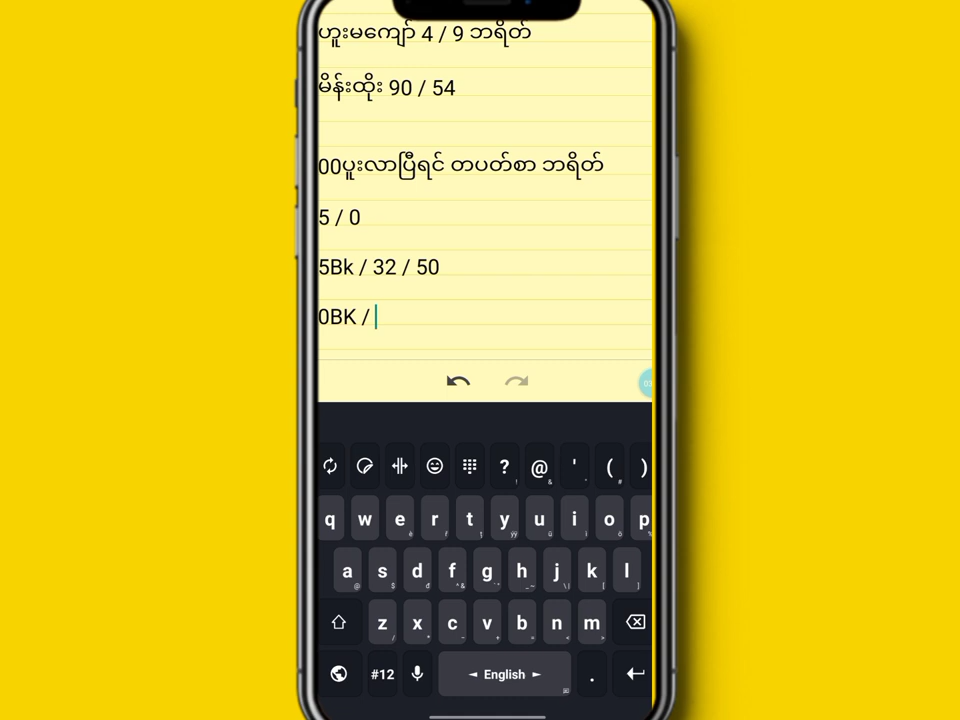 ဟူးမကျော် 4 / 9 ဘရိတ်
မိန်းထိုး 90 / 54
00ပူးလာပြီရင် တပတ်စာ ဘရိတ်
5 / 0
5Bk / 32 / 50
0BK /
? @ ' ( )
q w e r t y u i o p
a s d f g h j k l
z x c v b n m
#12 ◄ English ► .